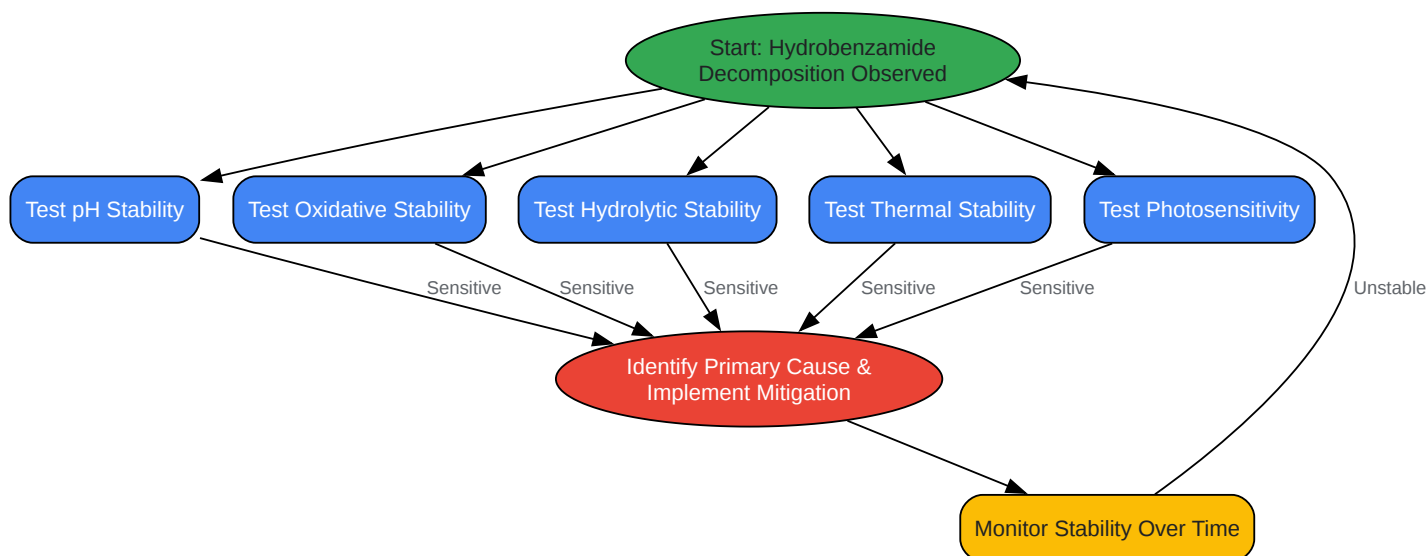 Start: Hydrobenzamide
Decomposition Observed
Test pH Stability
Test Oxidative Stability
Test Hydrolytic Stability
Test Thermal Stability
Test Photosensitivity
Sensitive
Sensitive
Sensitive
Sensitive
Sensitive
Unstable
Identify Primary Cause &
Implement Mitigation
Monitor Stability Over Time